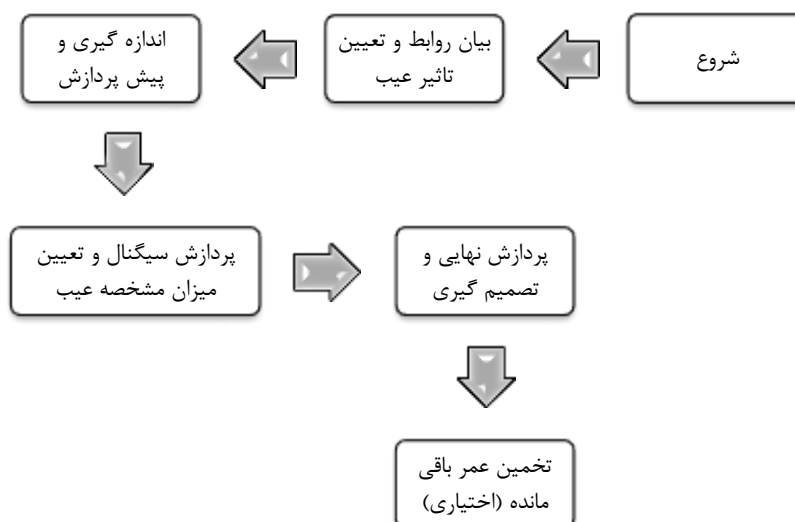 شروع
بیان روابط و تعیین
تاثیر عیب
اندازه گیری و
پیش پردازش
پردازش سیگنال و تعیین
میزان مشخصه عیب
پردازش نهایی و
تصمیم گیری
تخمین عمر باقی
مانده (اختیاری)